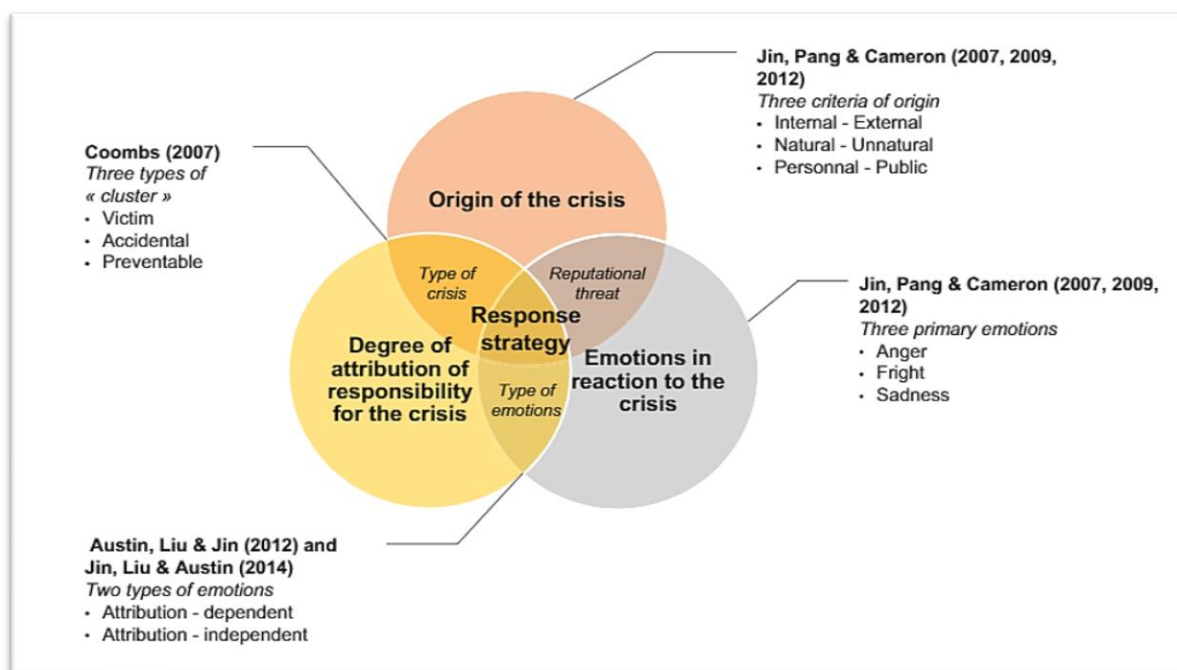 Jin, Pang & Cameron (2007, 2009,
2012)
Three criteria of origin
• Internal - External
• Natural - Unnatural
• Personnal - Public
Coombs (2007)
Three types of
« cluster »
• Victim
• Accidental
• Preventable
Origin of the crisis
Type of
crisis
Reputational
threat
Response
strategy
Degree of
attribution of
responsibility
for the crisis
Type of
emotions
Emotions in
reaction to the
crisis
Jin, Pang & Cameron (2007, 2009,
2012)
Three primary emotions
• Anger
• Fright
• Sadness
Austin, Liu & Jin (2012) and
Jin, Liu & Austin (2014)
Two types of emotions
• Attribution - dependent
• Attribution - independent